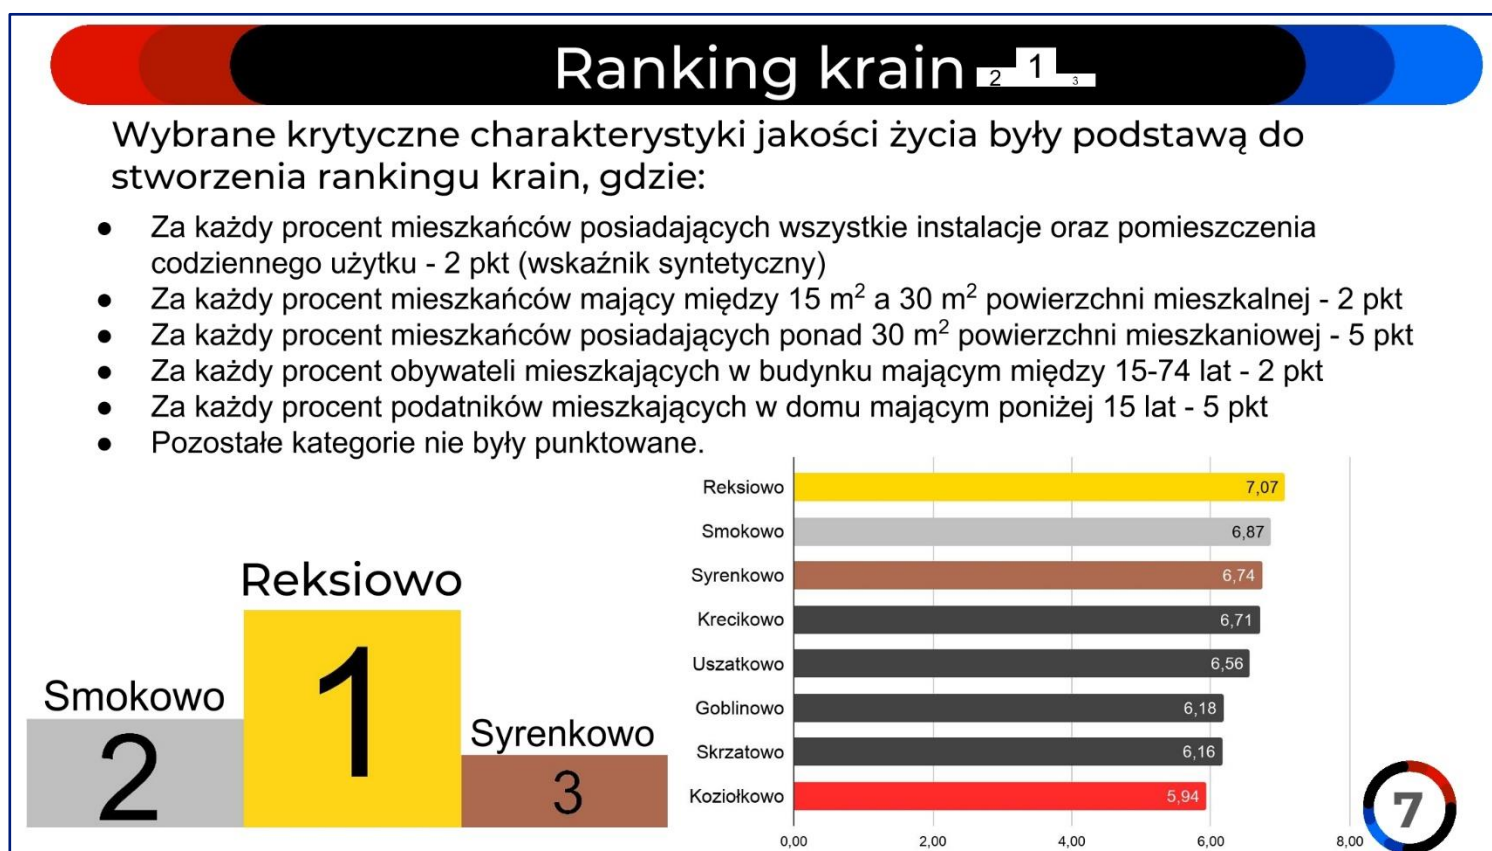 Ranking krain
2 1 3
Wybrane krytyczne charakterystyki jakości życia były podstawą do
stworzenia rankingu krain, gdzie:
● Za każdy procent mieszkańców posiadających wszystkie instalacje oraz pomieszczenia
codziennego użytku - 2 pkt (wskaźnik syntetyczny)
● Za każdy procent mieszkańców mający między 15 m² a 30 m² powierzchni mieszkalnej - 2 pkt
● Za każdy procent mieszkańców posiadających ponad 30 m² powierzchni mieszkaniowej - 5 pkt
● Za każdy procent obywateli mieszkających w budynku mającym między 15-74 lat - 2 pkt
● Za każdy procent podatników mieszkających w domu mającym poniżej 15 lat - 5 pkt
● Pozostałe kategorie nie były punktowane.
Reksiowo
1
Smokowo
2
Syrenkowo
3
Reksiowo 7,07
Smokowo 6,87
Syrenkowo 6,74
Krecikowo 6,71
Uszatkowo 6,56
Goblinowo 6,18
Skrzatowo 6,16
Koziołkowo 5,94
0,00 2,00 4,00 6,00 8,00
7